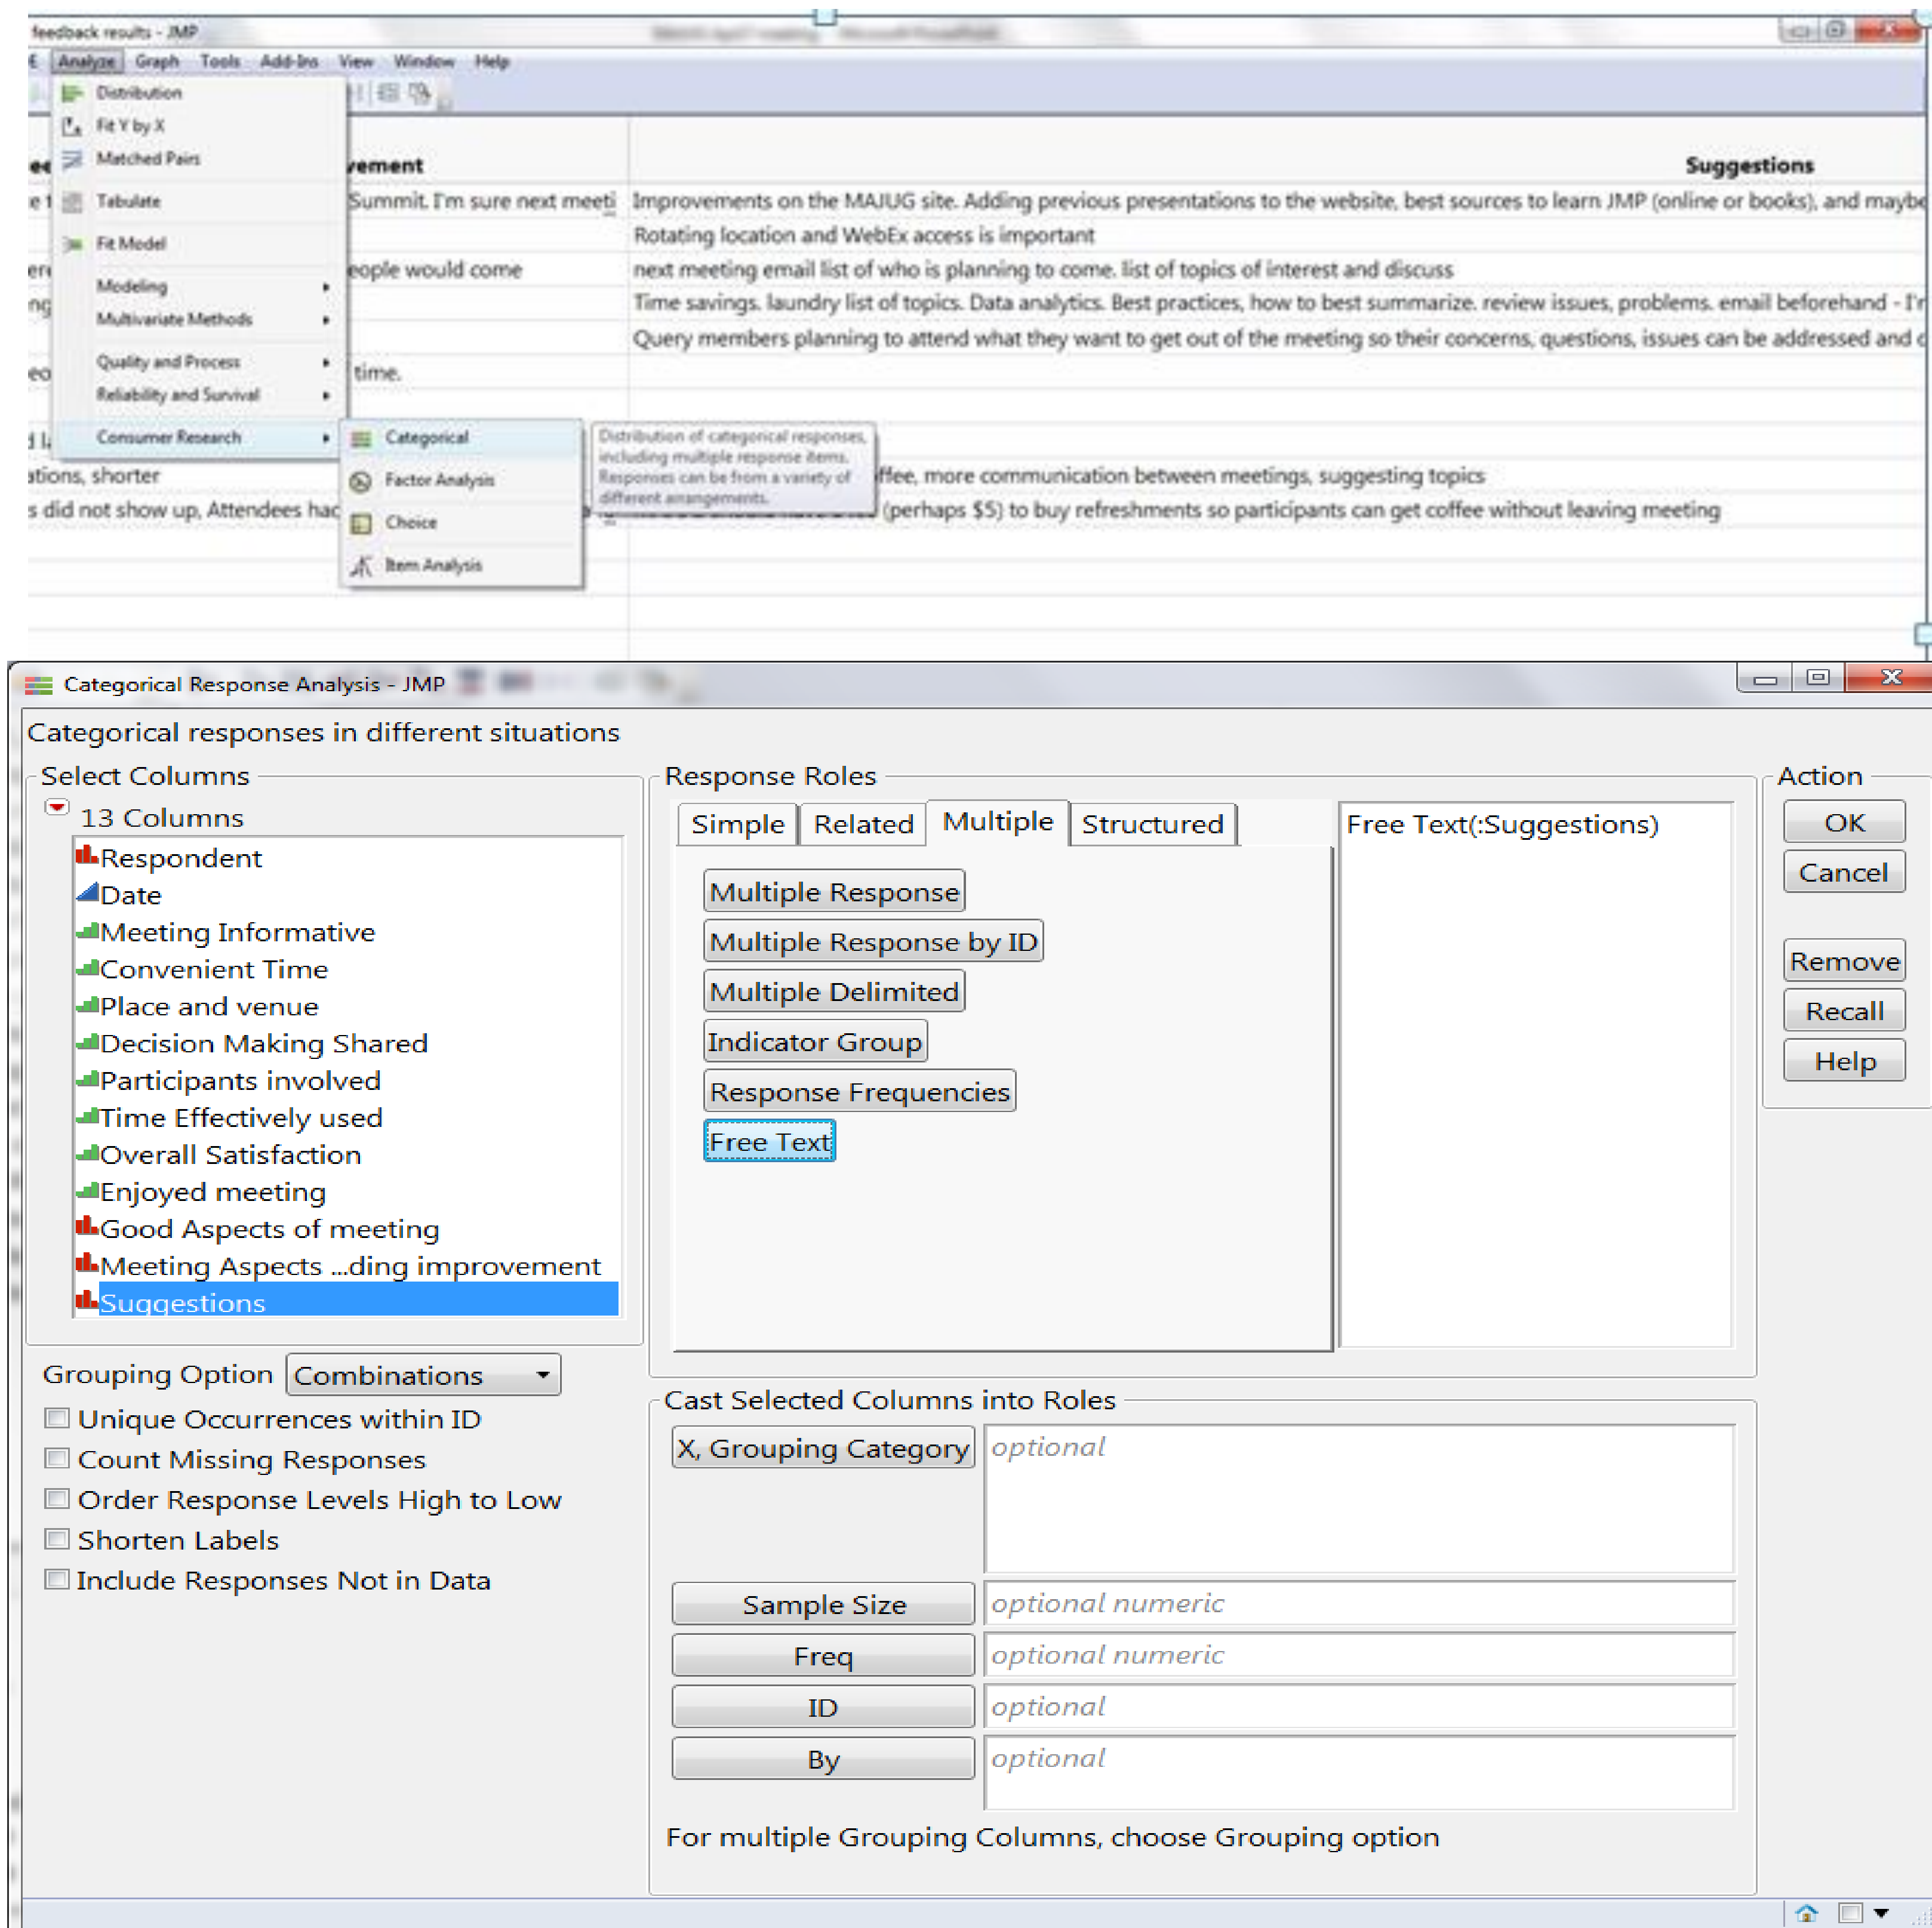 feedback results - JMP
Analyze Graph Tools Add-Ins View Window Help
Distribution
Fit Y by X
Matched Pairs
Tabulate
Fit Model
Modeling
Multivariate Methods
Quality and Process
Reliability and Survival
Consumer Research
Categorical
Factor Analysis
Choice
Item Analysis
Distribution of categorical responses,
including multiple response items.
Responses can be from a variety of
different arrangements.
vement Suggestions
Summit. I'm sure next meeti Improvements on the MAJUG site. Adding previous presentations to the website, best sources to learn JMP (online or books), and maybe
Rotating location and WebEx access is important
eople would come next meeting email list of who is planning to come. list of topics of interest and discuss
Time savings. laundry list of topics. Data analytics. Best practices, how to best summarize. review issues, problems. email beforehand - I'r
Query members planning to attend what they want to get out of the meeting so their concerns, questions, issues can be addressed and
time.
ations, shorter ffee, more communication between meetings, suggesting topics
s did not show up, Attendees had (perhaps $5) to buy refreshments so participants can get coffee without leaving meeting
Categorical Response Analysis - JMP
Categorical responses in different situations
Select Columns
13 Columns
Respondent
Date
Meeting Informative
Convenient Time
Place and venue
Decision Making Shared
Participants involved
Time Effectively used
Overall Satisfaction
Enjoyed meeting
Good Aspects of meeting
Meeting Aspects ...ding improvement
Suggestions
Grouping Option Combinations
Unique Occurrences within ID
Count Missing Responses
Order Response Levels High to Low
Shorten Labels
Include Responses Not in Data
Response Roles
Simple Related Multiple Structured
Multiple Response
Multiple Response by ID
Multiple Delimited
Indicator Group
Response Frequencies
Free Text
Free Text(:Suggestions)
Cast Selected Columns into Roles
X, Grouping Category optional
Sample Size optional numeric
Freq optional numeric
ID optional
By optional
For multiple Grouping Columns, choose Grouping option
Action
OK
Cancel
Remove
Recall
Help